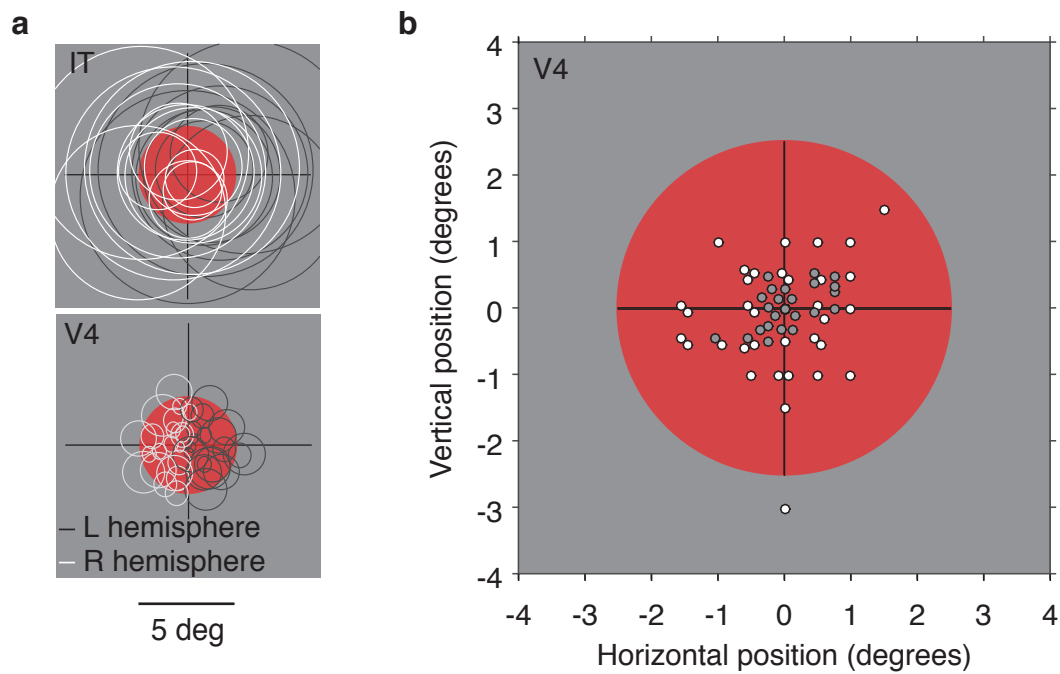 a
IT
V4
– L hemisphere
– R hemisphere
5 deg
b
V4
4
3
2
1
0
-1
-2
-3
-4
Vertical position (degrees)
-4 -3 -2 -1 0 1 2 3 4
Horizontal position (degrees)